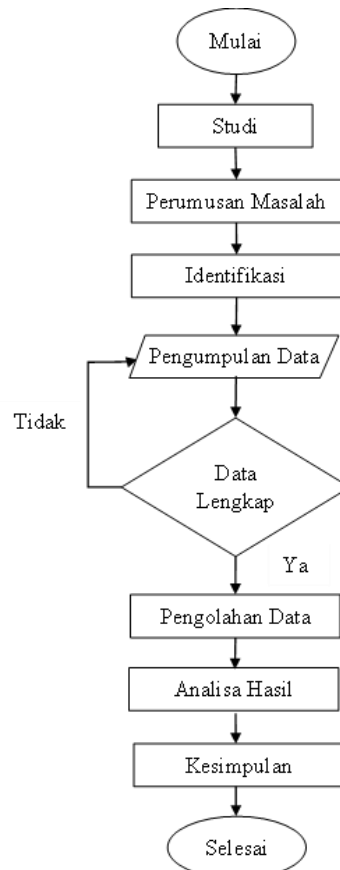 Mulai
Studi
Perumusan Masalah
Identifikasi
Pengumpulan Data
Tidak
Data
Lengkap
Ya
Pengolahan Data
Analisa Hasil
Kesimpulan
Selesai